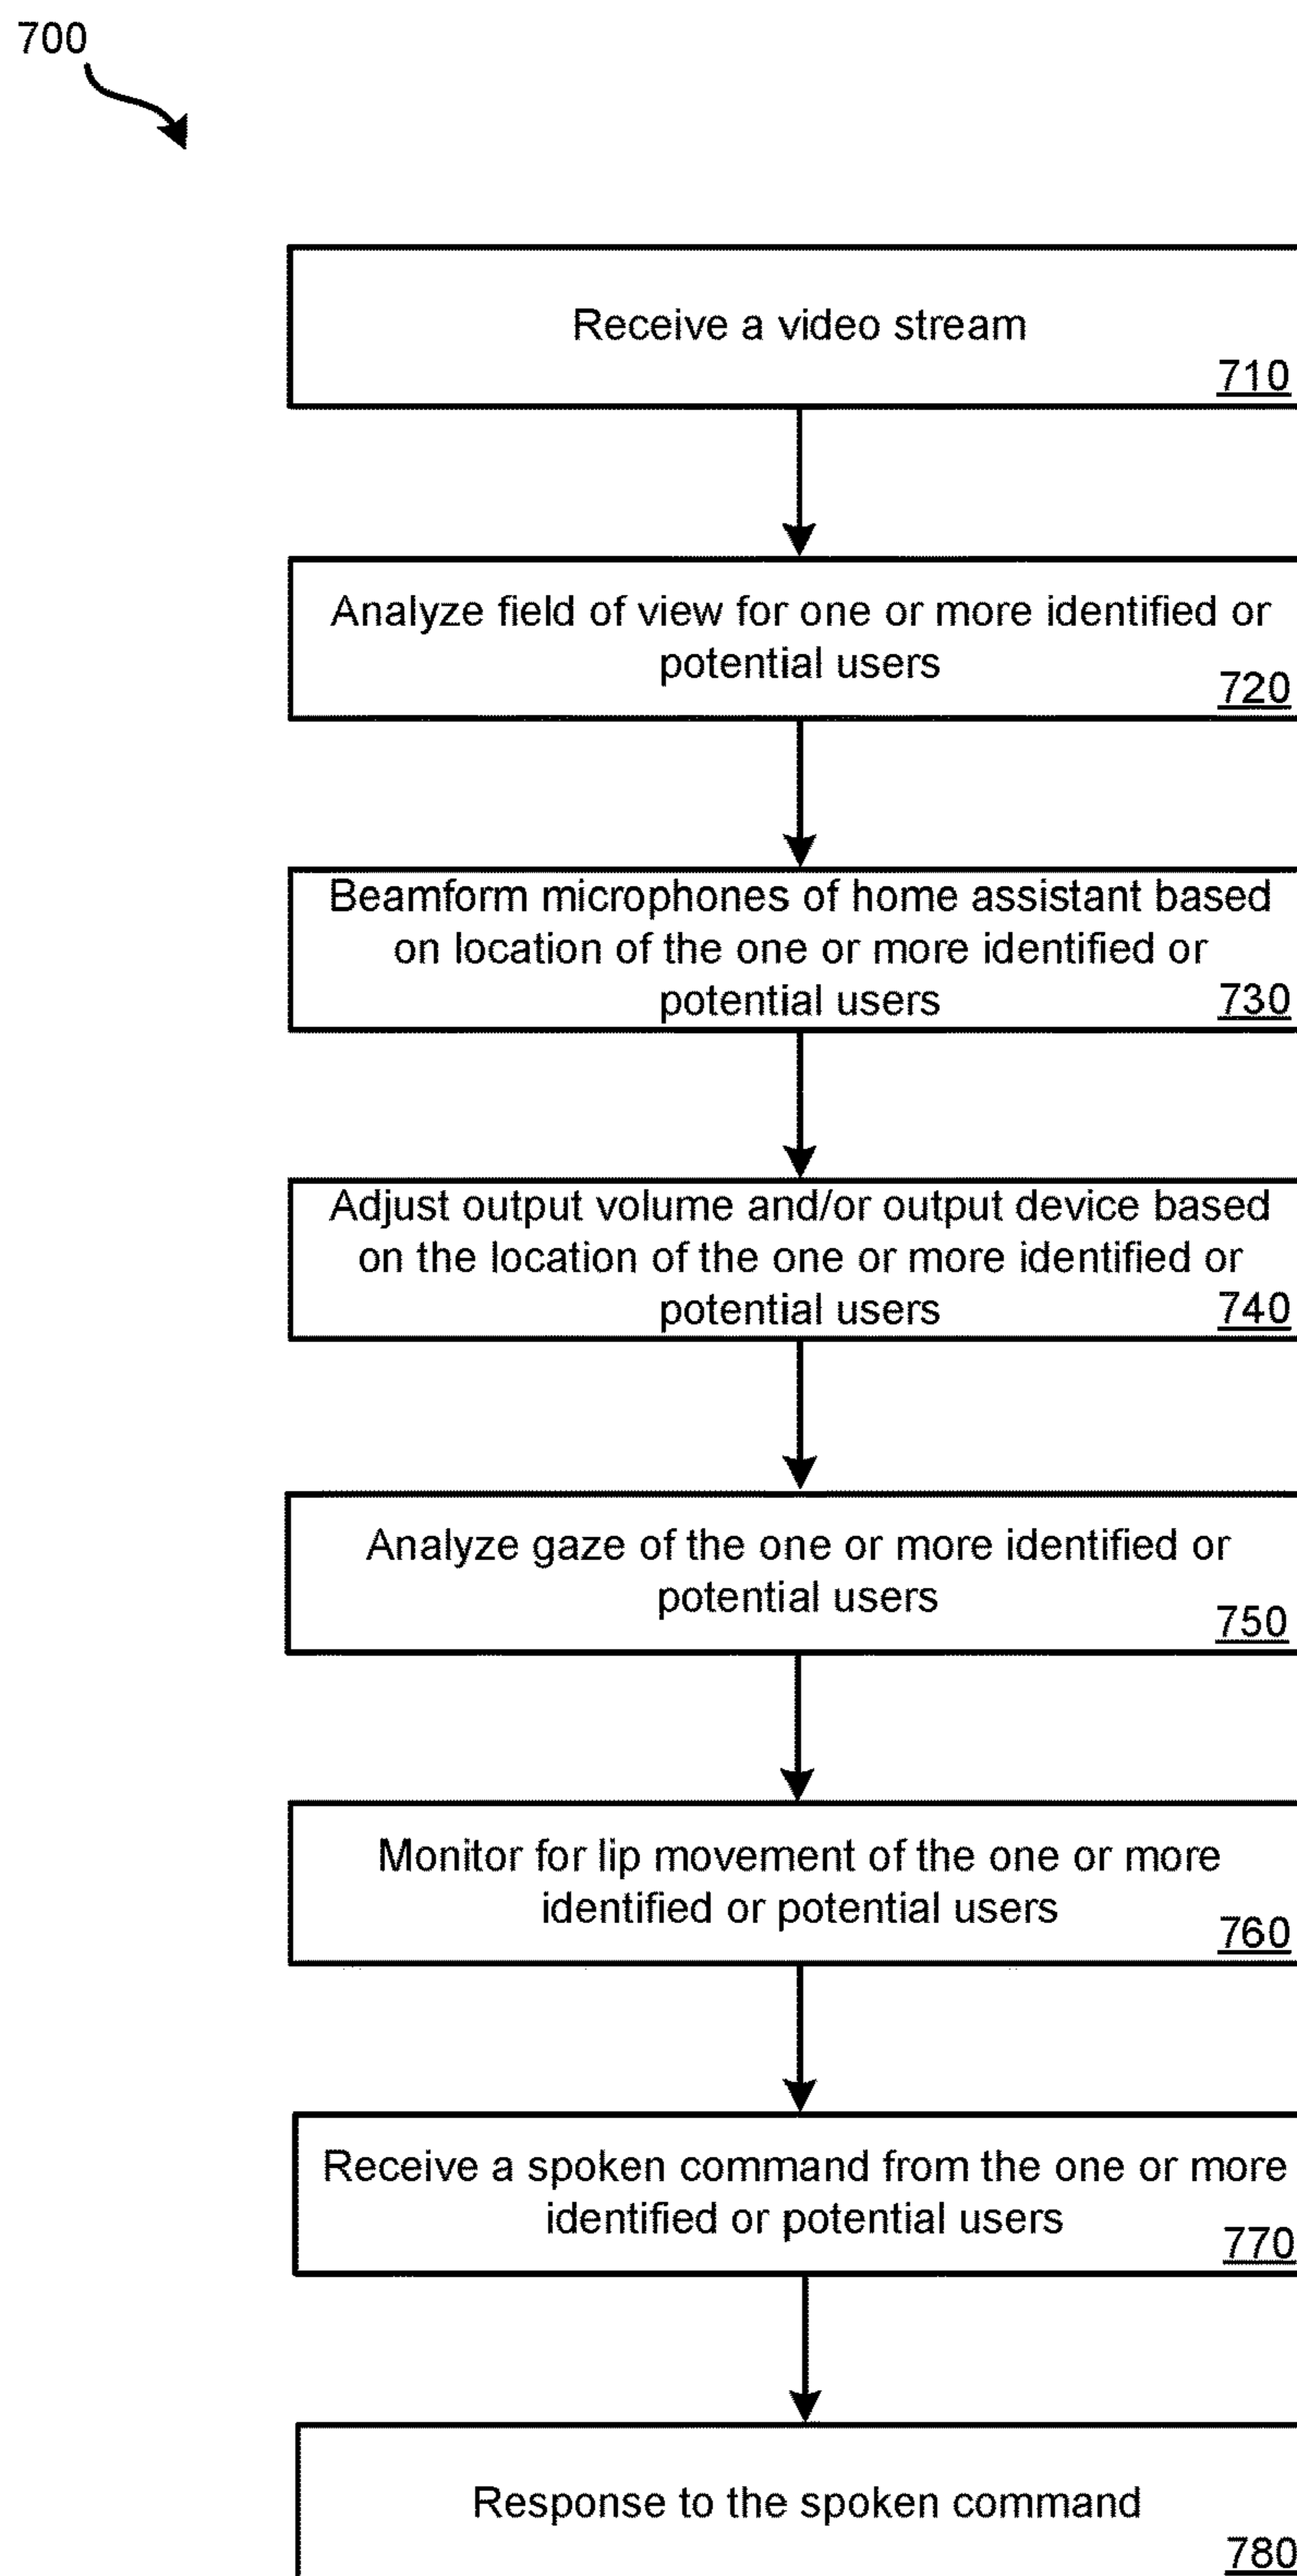 700
Receive a video stream
710
Analyze field of view for one or more identified or
potential users
720
Beamform microphones of home assistant based
on location of the one or more identified or
potential users
730
Adjust output volume and/or output device based
on the location of the one or more identified or
potential users
740
Analyze gaze of the one or more identified or
potential users
750
Monitor for lip movement of the one or more
identified or potential users
760
Receive a spoken command from the one or more
identified or potential users
770
Response to the spoken command
780